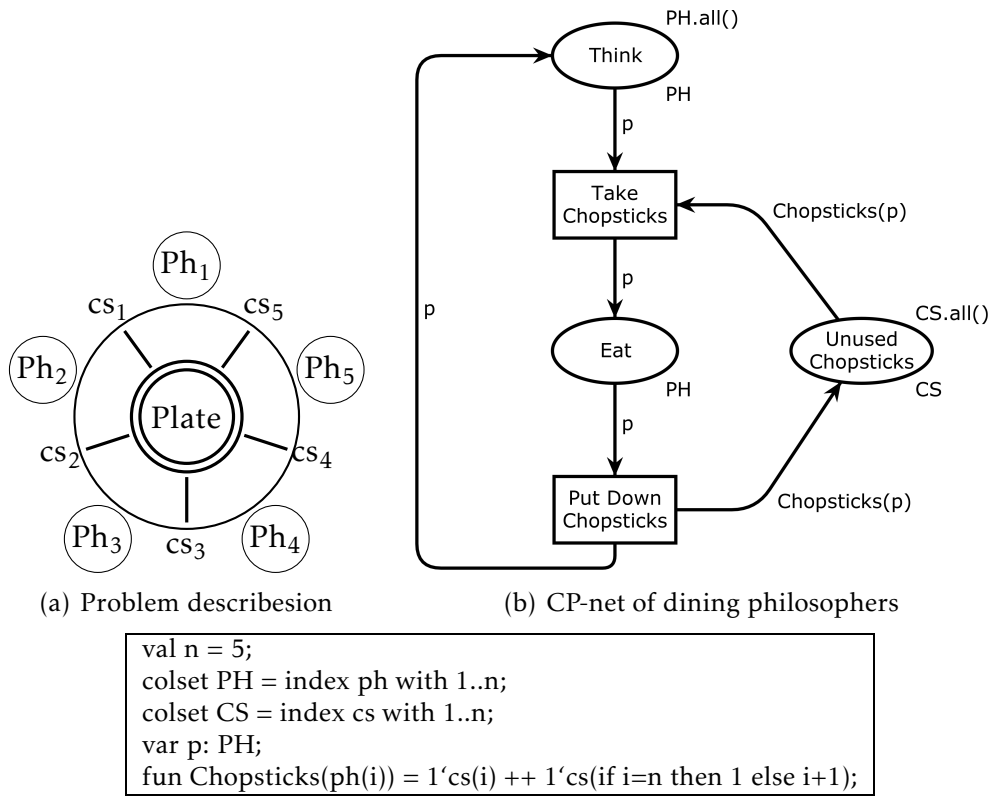 Ph1
cs1
cs5
Ph2
Ph5
Plate
cs2
cs4
Ph3
Ph4
cs3
(a) Problem describesion
PH.all()
Think
PH
p
Take
Chopsticks
Chopsticks(p)
p
p
CS.all()
Unused
Chopsticks
CS
Eat
PH
p
Put Down
Chopsticks
Chopsticks(p)
(b) CP-net of dining philosophers
val n = 5;
colset PH = index ph with 1..n;
colset CS = index cs with 1..n;
var p: PH;
fun Chopsticks(ph(i)) = 1‘cs(i) ++ 1‘cs(if i=n then 1 else i+1);